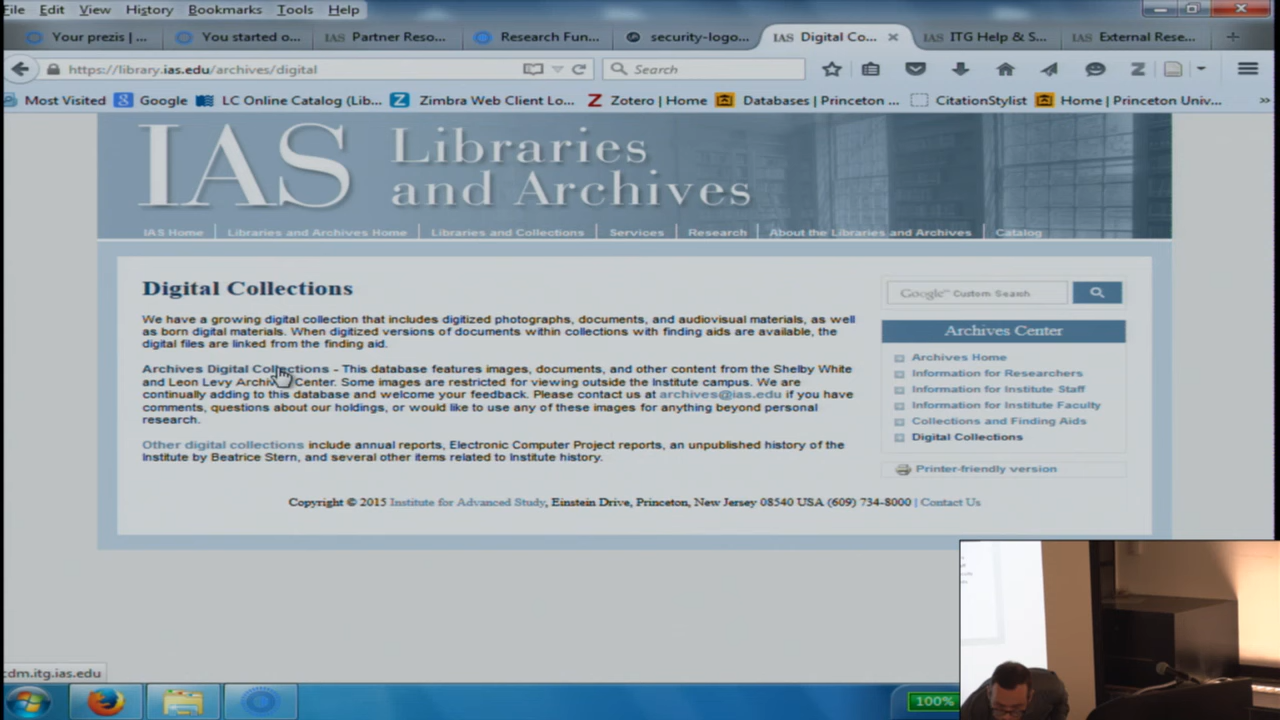 File Edit View History Bookmarks Tools Help
Your prezis | ... You started o... IAS Partner Reso... Research Fun... security-logo... IAS Digital Co... × IAS ITG Help & S... IAS External Rese... +
https://library.ias.edu/archives/digital Search
Most Visited Google LC Online Catalog (Lib... Zimbra Web Client Lo... Zotero | Home Databases | Princeton ... CitationStylist Home | Princeton Univ... »
IAS Libraries
and Archives
IAS Home Libraries and Archives Home Libraries and Collections Services Research About the Libraries and Archives Catalog
Digital Collections
We have a growing digital collection that includes digitized photographs, documents, and audiovisual materials, as well
as born digital materials. When digitized versions of documents within collections with finding aids are available, the
digital files are linked from the finding aid.
Archives Digital Collections - This database features images, documents, and other content from the Shelby White
and Leon Levy Archives Center. Some images are restricted for viewing outside the Institute campus. We are
continually adding to this database and welcome your feedback. Please contact us at archives@ias.edu if you have
comments, questions about our holdings, or would like to use any of these images for anything beyond personal
research.
Other digital collections include annual reports, Electronic Computer Project reports, an unpublished history of the
Institute by Beatrice Stern, and several other items related to Institute history.
Google™ Custom Search
Archives Center
Archives Home
Information for Researchers
Information for Institute Staff
Information for Institute Faculty
Collections and Finding Aids
Digital Collections
Printer-friendly version
Copyright © 2015 Institute for Advanced Study, Einstein Drive, Princeton, New Jersey 08540 USA (609) 734-8000 | Contact Us
cdm.itg.ias.edu
100%